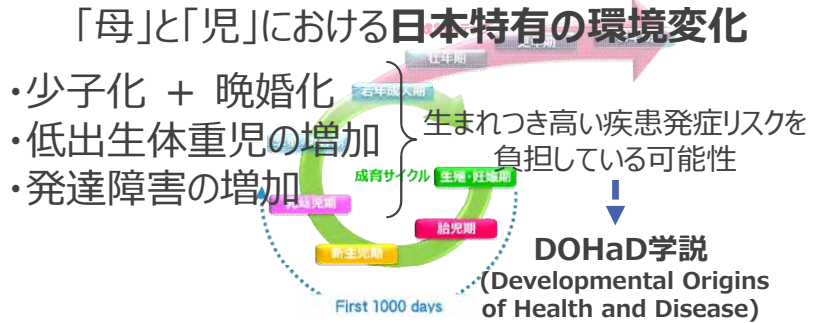 「母」と「児」における日本特有の環境変化
・少子化 + 晩婚化
・低出生体重児の増加
・発達障害の増加
生まれつき高い疾患発症リスクを
負担している可能性
DOHaD学説
(Developmental Origins
of Health and Disease)
壮年期
若年成人期
成育サイクル
生殖・妊娠期
乳幼児期
胎児期
新生児期
First 1000 days